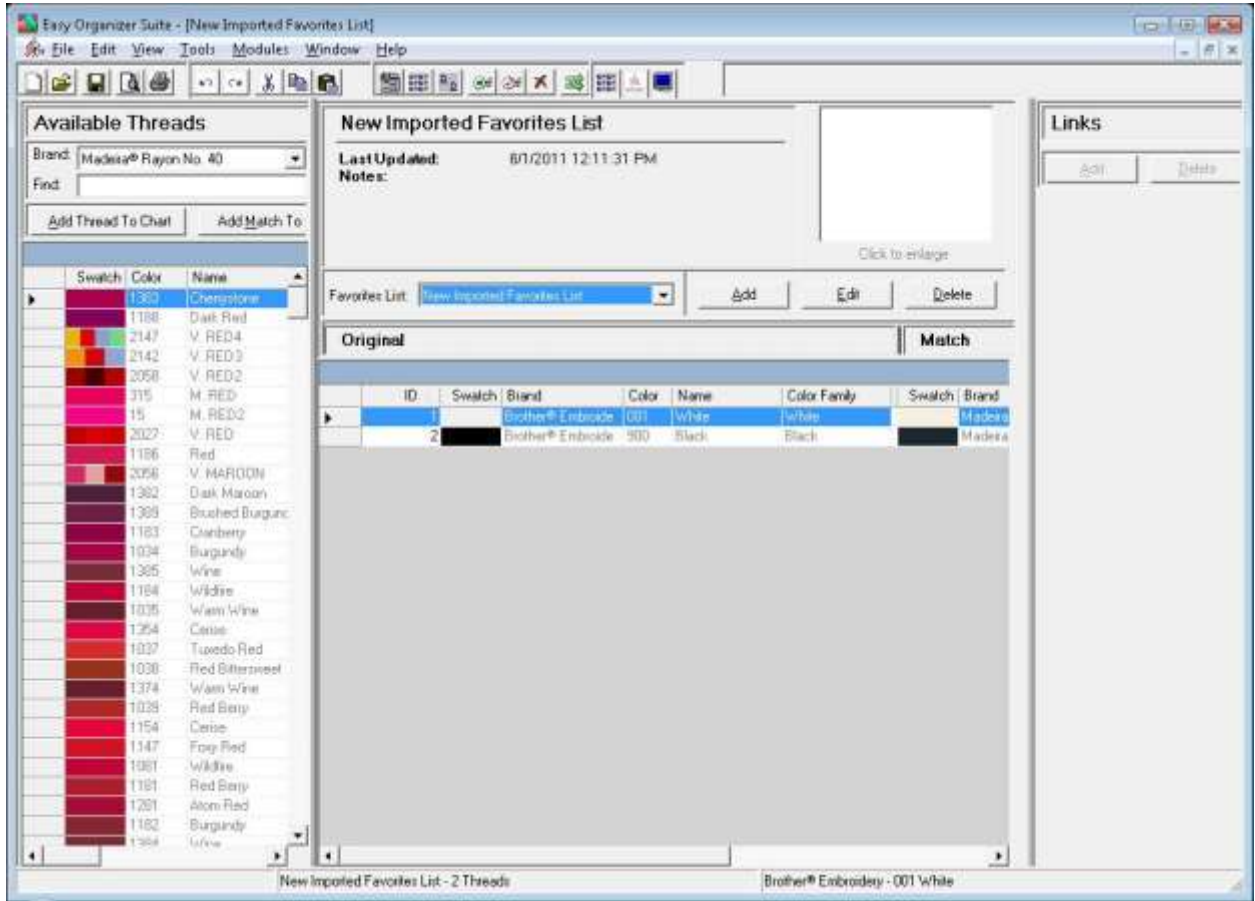 Easy Organizer Suite - [New Imported Favorites List]
File Edit View Tools Modules Window Help
Available Threads
Brand: Madeira® Rayon No. 40
Find:
Add Thread To Chart Add Match To
Swatch Color Name
1383 Cherrystone
1188 Dark Red
2147 V. RED4
2142 V. RED3
2058 V. RED2
315 M. RED
15 M. RED2
2027 V. RED
1186 Red
2056 V. MAROON
1382 Dark Maroon
1389 Brushed Burgunc
1183 Cranberry
1034 Burgundy
1385 Wine
1184 Wildfire
1035 Warm Wine
1354 Cerise
1037 Tuxedo Red
1038 Red Bittersweet
1374 Warm Wine
1039 Red Berry
1154 Cerise
1147 Foxy Red
1081 Wildfire
1181 Red Berry
1281 Atom Red
1182 Burgundy
1384 Wine
New Imported Favorites List
Last Updated: 8/1/2011 12:11:31 PM
Notes:
Click to enlarge
Favorites List: New Imported Favorites List Add Edit Delete
Original Match
ID Swatch Brand Color Name Color Family Swatch Brand
1 Brother® Embroide 001 White White Madeira
2 Brother® Embroide 900 Black Black Madeira
Links
Add Delete
New Imported Favorites List - 2 Threads Brother® Embroidery - 001 White